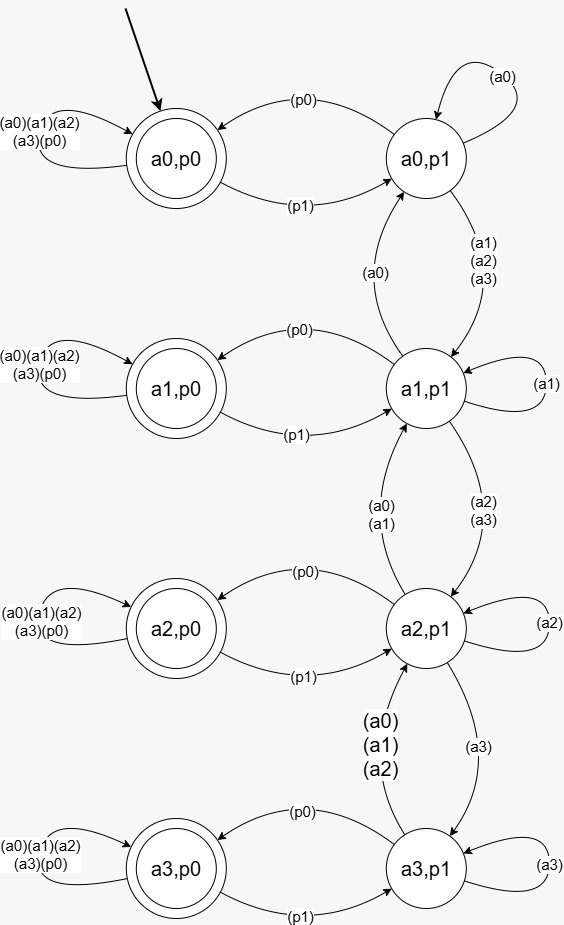 (a0)
(p0)
(a0)(a1)(a2)
(a3)(p0)
a0,p0
a0,p1
(p1)
(a1)
(a2)
(a3)
(a0)
(p0)
(a0)(a1)(a2)
(a3)(p0)
a1,p0
a1,p1
(a1)
(p1)
(a0)
(a1)
(a2)
(a3)
(p0)
(a0)(a1)(a2)
(a3)(p0)
a2,p0
a2,p1
(a2)
(p1)
(a0)
(a1)
(a2)
(a3)
(p0)
(a0)(a1)(a2)
(a3)(p0)
a3,p0
a3,p1
(a3)
(p1)